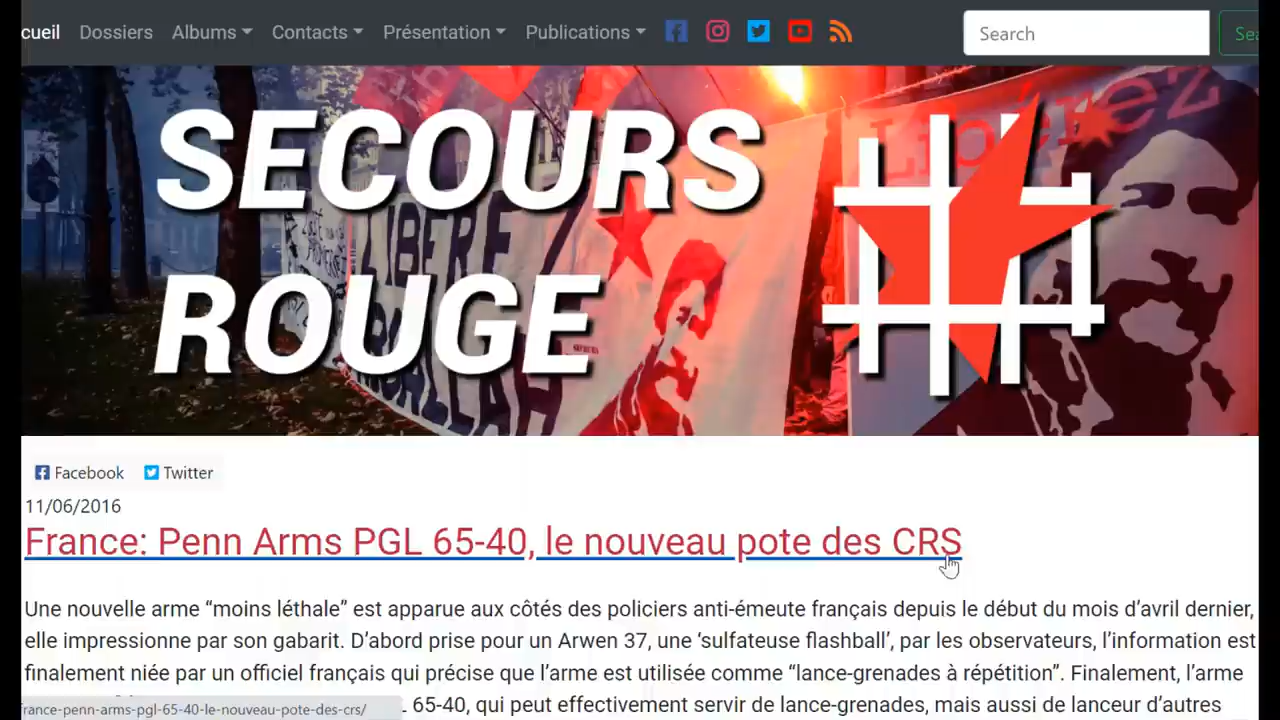 cueil Dossiers Albums Contacts Présentation Publications Search Sea
Libérez
SECOURS
LIBEREZ
ROUGE
Facebook Twitter
11/06/2016
France: Penn Arms PGL 65-40, le nouveau pote des CRS
Une nouvelle arme “moins léthale” est apparue aux côtés des policiers anti-émeute français depuis le début du mois d’avril dernier,
elle impressionne par son gabarit. D’abord prise pour un Arwen 37, une ‘sulfateuse flashball’, par les observateurs, l’information est
finalement niée par un officiel français qui précise que l’arme est utilisée comme “lance-grenades à répétition”. Finalement, l’arme
65-40, qui peut effectivement servir de lance-grenades, mais aussi de lanceur d’autres
france-penn-arms-pgl-65-40-le-nouveau-pote-des-crs/